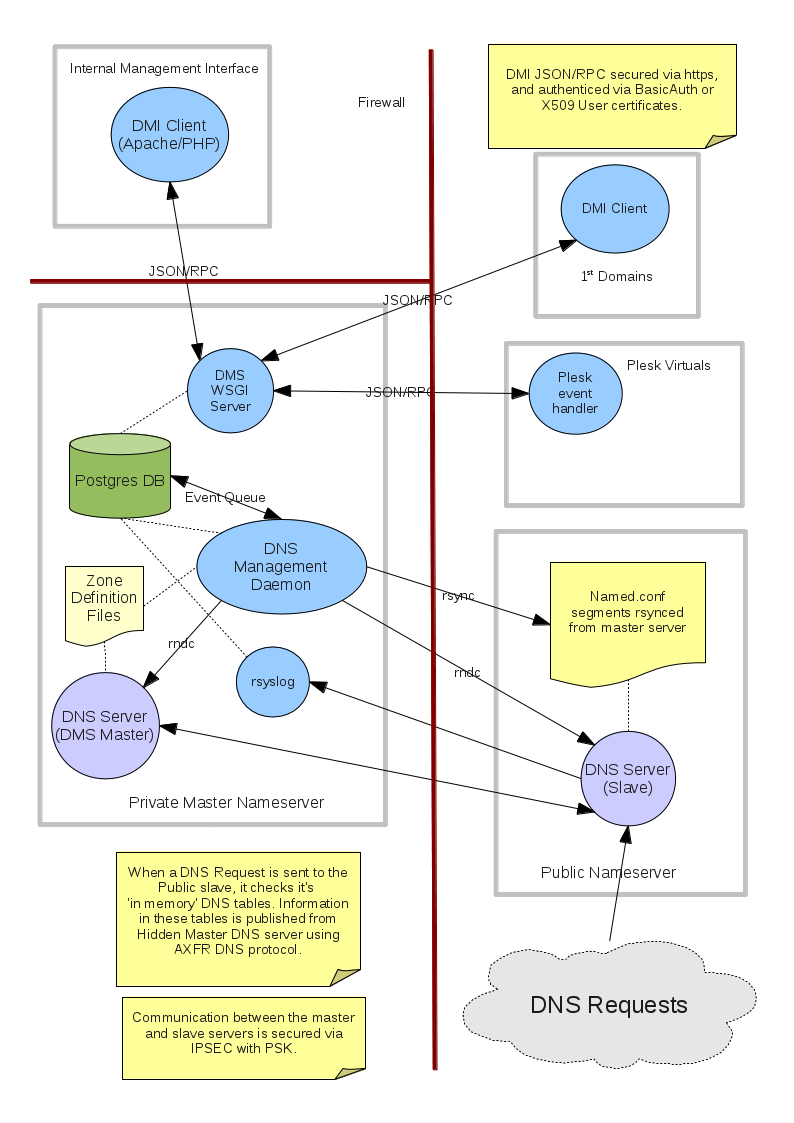 Internal Management Interface
DMI Client
(Apache/PHP)
Firewall
DMI JSON/RPC secured via https,
and authenticed via BasicAuth or
X509 User certificates.
DMI Client
1st Domains
JSON/RPC
JSON/RPC
DMS
WSGI
Server
JSON/RPC
Plesk
event
handler
Plesk Virtuals
Postgres DB
Event Queue
DNS
Management
Daemon
Zone
Definition
Files
rsync
Named.conf
segments rsynced
from master server
rndc
rndc
rsyslog
DNS Server
(DMS Master)
DNS Server
(Slave)
Private Master Nameserver
Public Nameserver
When a DNS Request is sent to the
Public slave, it checks it's
'in memory' DNS tables. Information
in these tables is published from
Hidden Master DNS server using
AXFR DNS protocol.
Communication between the master
and slave servers is secured via
IPSEC with PSK.
DNS Requests